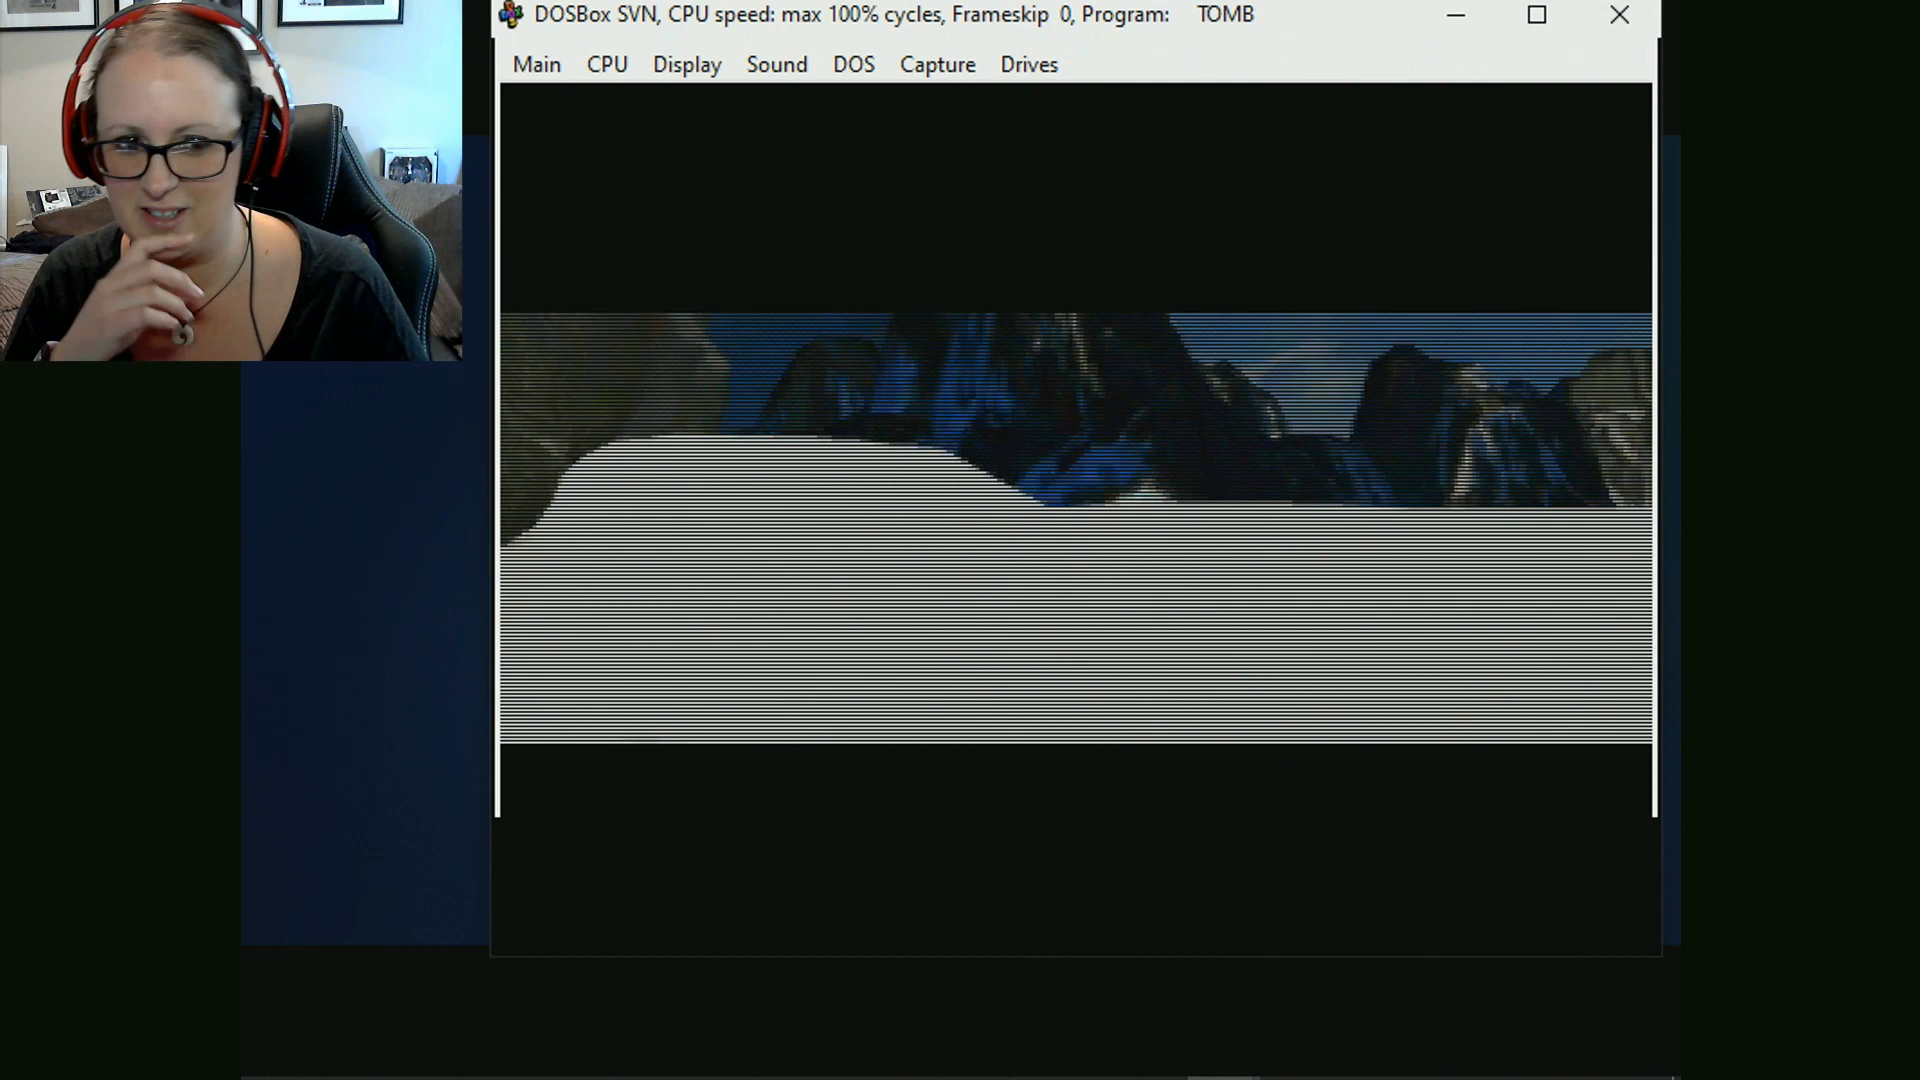 DOSBox SVN, CPU speed: max 100% cycles, Frameskip 0, Program: TOMB
Main CPU Display Sound DOS Capture Drives